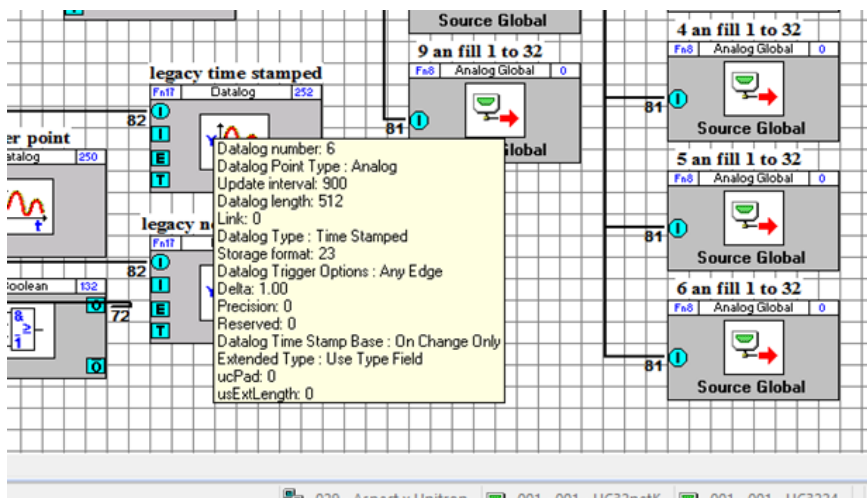 Source Global
4 an fill 1 to 32
Fn8 Analog Global 0
9 an fill 1 to 32
Fn8 Analog Global 0
legacy time stamped
Fn17 Datalog 252
82
I
I
E
T
81
I
81
I
Source Global
er point
atalog 250
t
Y
lobal
Datalog number: 6
Datalog Point Type : Analog
Update interval: 900
Datalog length: 512
Link: 0
Datalog Type : Time Stamped
Storage format: 23
Datalog Trigger Options : Any Edge
Delta: 1.00
Precision: 0
Reserved: 0
Datalog Time Stamp Base : On Change Only
Extended Type : Use Type Field
ucPad: 0
usExtLength: 0
5 an fill 1 to 32
Fn8 Analog Global 0
81
I
Source Global
legacy n
Fn17
82
I
I
E
T
oolean 132
&
≥
1
O
72
O
6 an fill 1 to 32
Fn8 Analog Global 0
81
I
Source Global